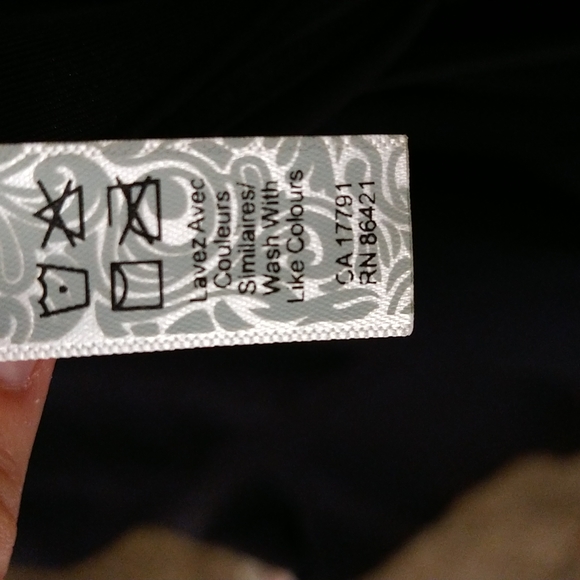 Lavez Avec
Couleurs
Similaires/
Wash With
Like Colours
CA 17791
RN 86421